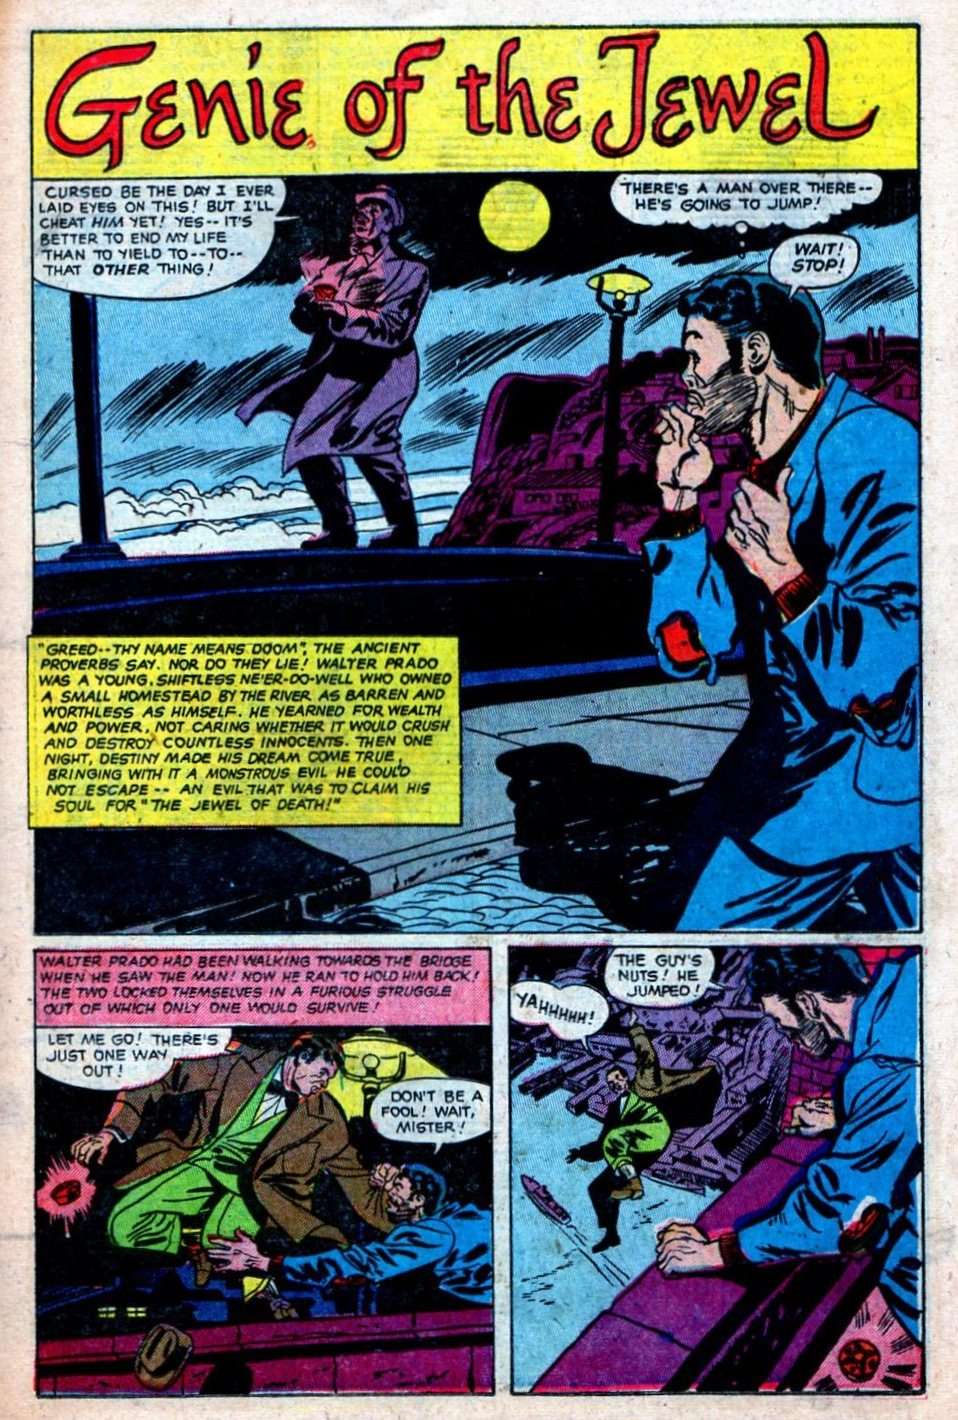 GENIE OF THE JEWEL
CURSED BE THE DAY I EVER
LAID EYES ON THIS! BUT I'LL
CHEAT HIM YET! YES-- IT'S
BETTER TO END MY LIFE
THAN TO YIELD TO--TO--
THAT OTHER THING!
THERE'S A MAN OVER THERE--
HE'S GOING TO JUMP!
WAIT!
STOP!
"GREED--THY NAME MEANS DOOM", THE ANCIENT
PROVERBS SAY. NOR DO THEY LIE! WALTER PRADO
WAS A YOUNG, SHIFTLESS NE'ER-DO-WELL WHO OWNED
A SMALL HOMESTEAD BY THE RIVER AS BARREN AND
WORTHLESS AS HIMSELF. HE YEARNED FOR WEALTH
AND POWER, NOT CARING WHETHER IT WOULD CRUSH
AND DESTROY COUNTLESS INNOCENTS. THEN ONE
NIGHT, DESTINY MADE HIS DREAM COME TRUE,
BRINGING WITH IT A MONSTROUS EVIL HE COULD
NOT ESCAPE -- AN EVIL THAT WAS TO CLAIM HIS
SOUL FOR "THE JEWEL OF DEATH!"
WALTER PRADO HAD BEEN WALKING TOWARDS THE BRIDGE
WHEN HE SAW THE MAN! NOW HE RAN TO HOLD HIM BACK!
THE TWO LOCKED THEMSELVES IN A FURIOUS STRUGGLE
OUT OF WHICH ONLY ONE WOULD SURVIVE!
LET ME GO! THERE'S
JUST ONE WAY
OUT!
DON'T BE A
FOOL! WAIT,
MISTER!
THE GUY'S
NUTS! HE
JUMPED!
YAHHHHH!